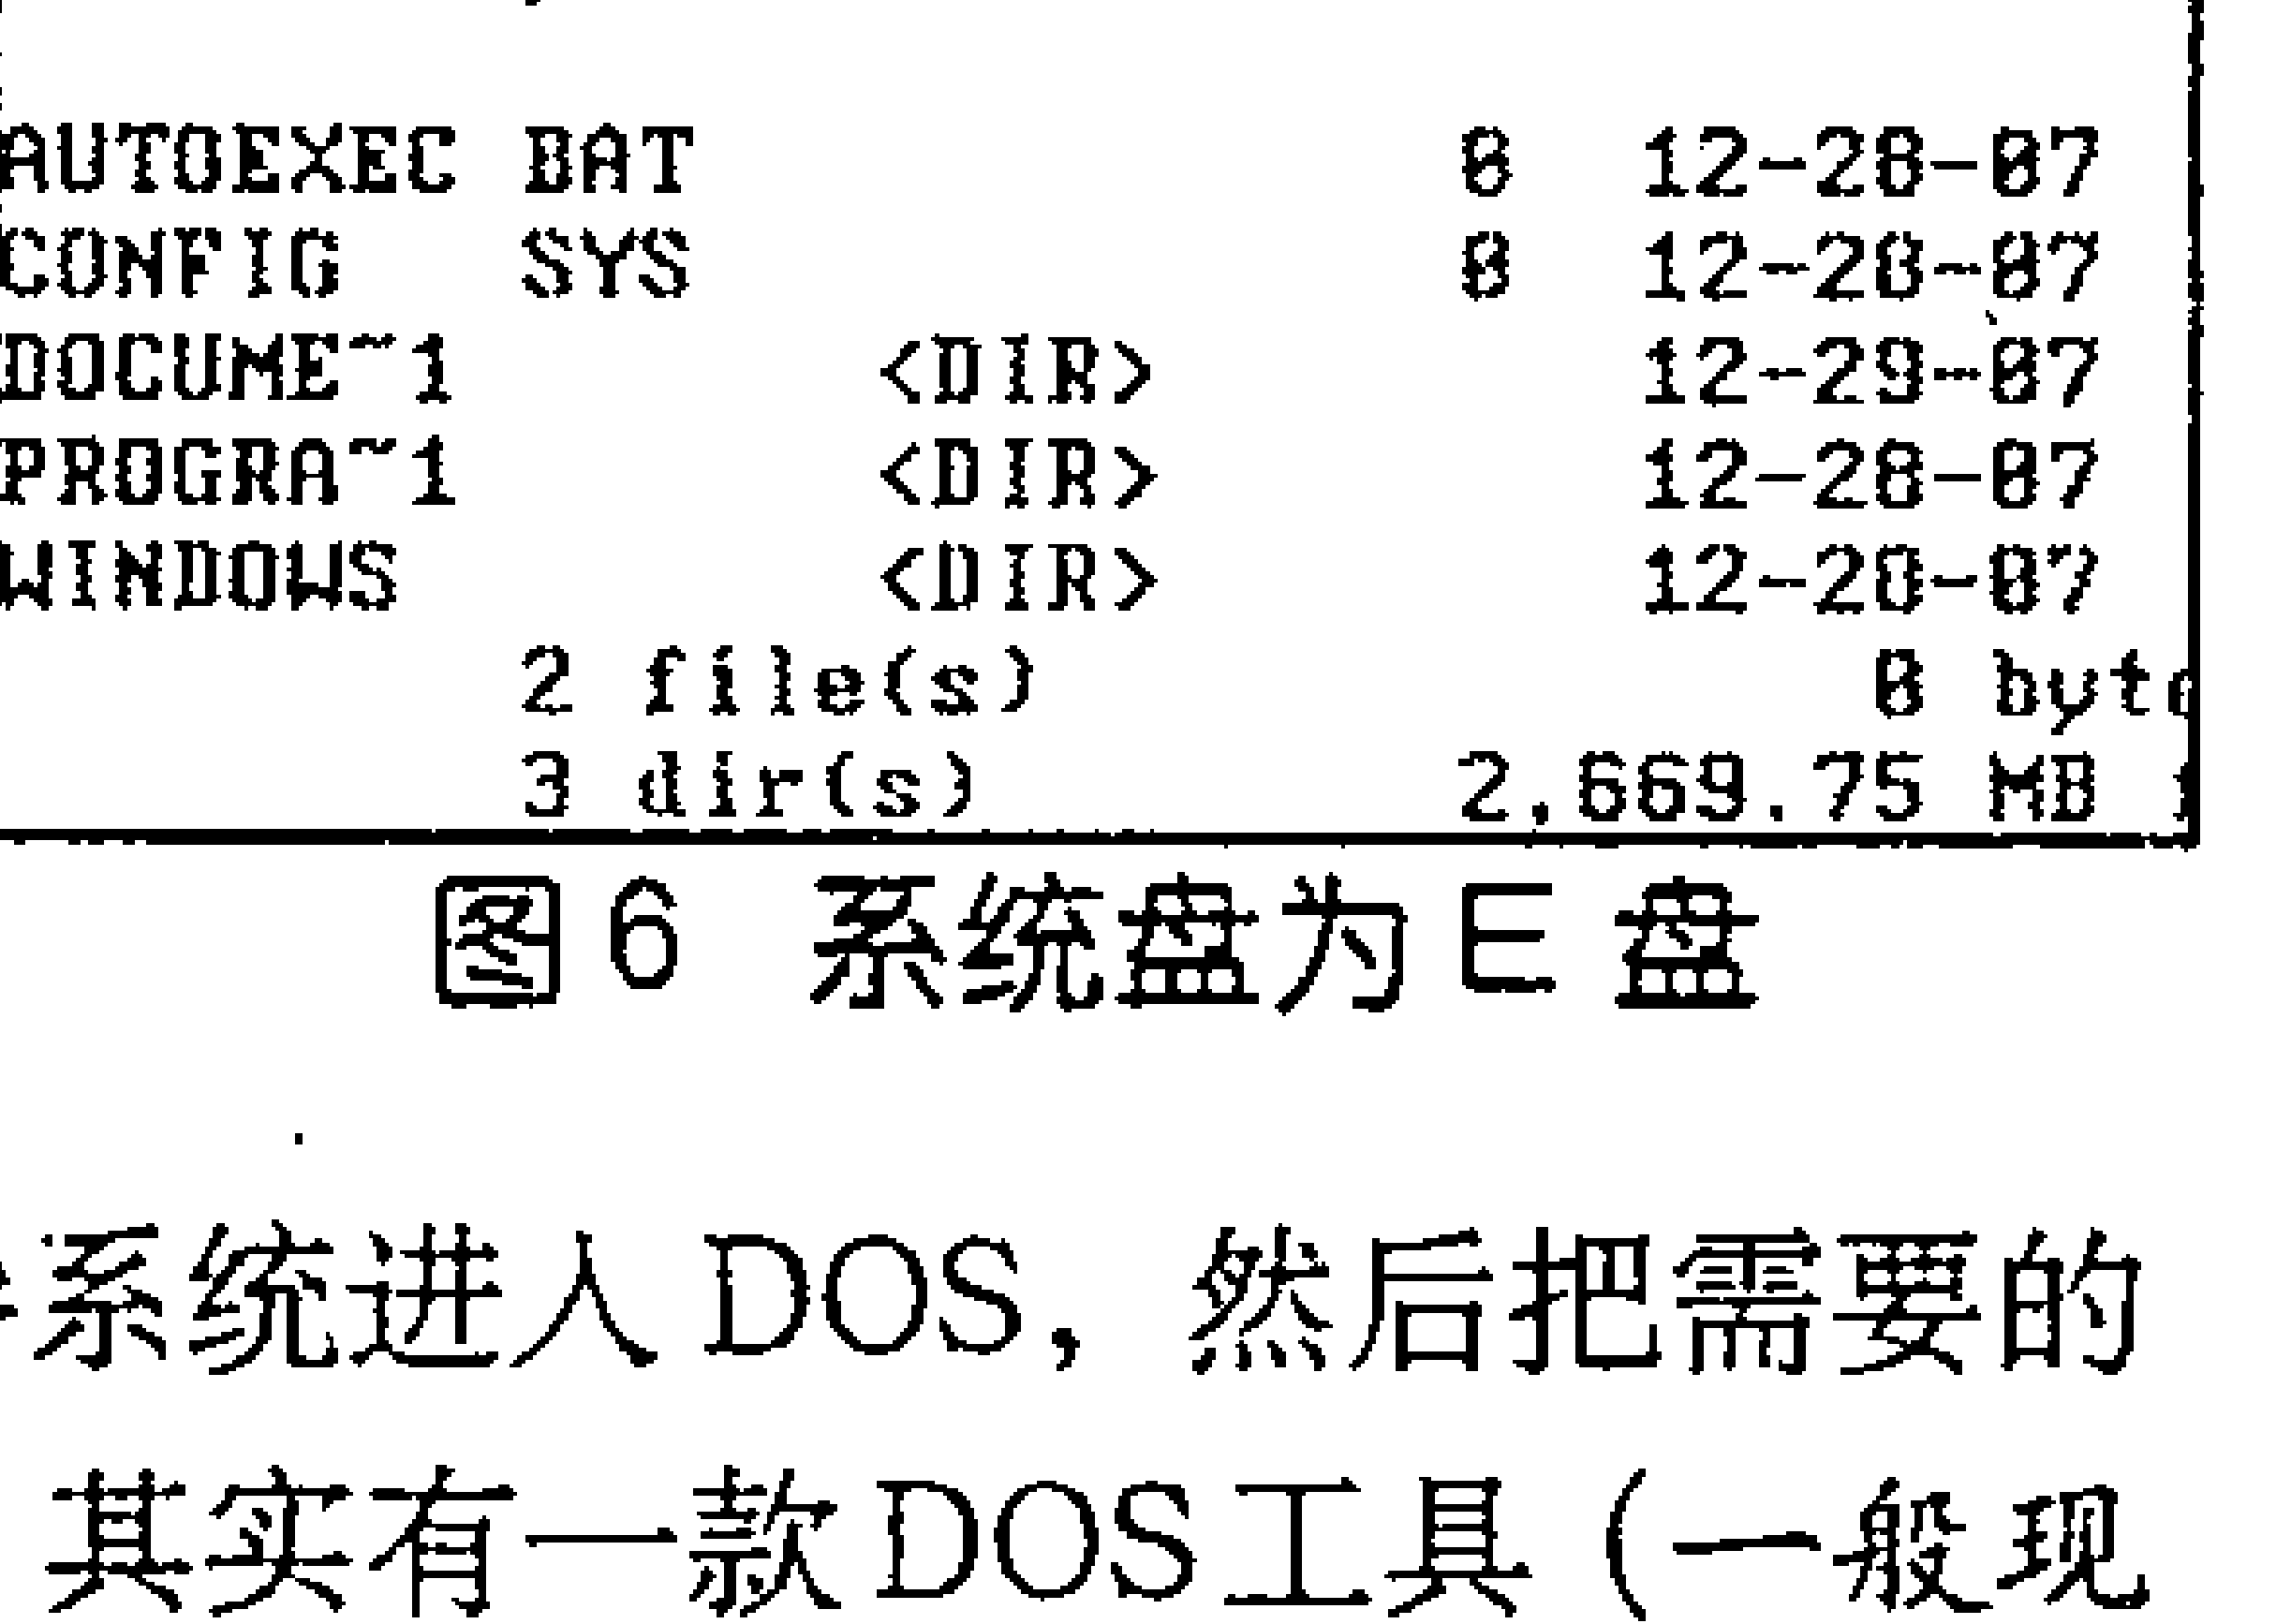 AUTOEXEC BAT 0 12-28-07
CONFIG SYS 0 12-28-07
DOCUME~1 <DIR> 12-29-07
PROGRA~1 <DIR> 12-28-07
WINDOWS <DIR> 12-28-07
2 file(s) 0 byte
3 dir(s) 2,669.75 MB
图6 系统盘为E盘
系统进入DOS，然后把需要的
其实有一款DOS工具（一般现